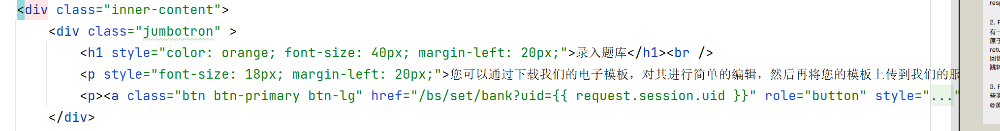 <div class="inner-content">
<div class="jumbotron" >
<h1 style="color: orange; font-size: 40px; margin-left: 20px;">录入题库</h1><br />
<p style="font-size: 18px; margin-left: 20px;">您可以通过下载我们的电子模板，对其进行简单的编辑，然后再将您的模板上传到我们的服
<p><a class="btn btn-primary btn-lg" href="/bs/set/bank?uid={{ request.session.uid }}" role="button" style="..."
</div>
resp
2. F
有一
原子
retu
回值
跳转
3. F
些实
@黄